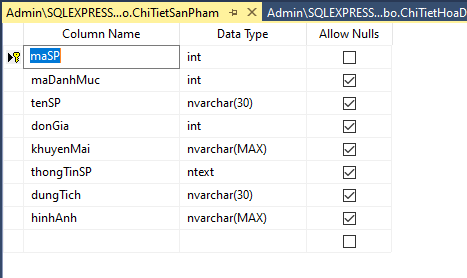 Admin\SQLEXPRESS...o.ChiTietSanPham Admin\SQLEXPRESS...bo.ChiTietHoaD
Column Name Data Type Allow Nulls
maSP int
maDanhMuc int
tenSP nvarchar(30)
donGia int
khuyenMai nvarchar(MAX)
thongTinSP ntext
dungTich nvarchar(30)
hinhAnh nvarchar(MAX)